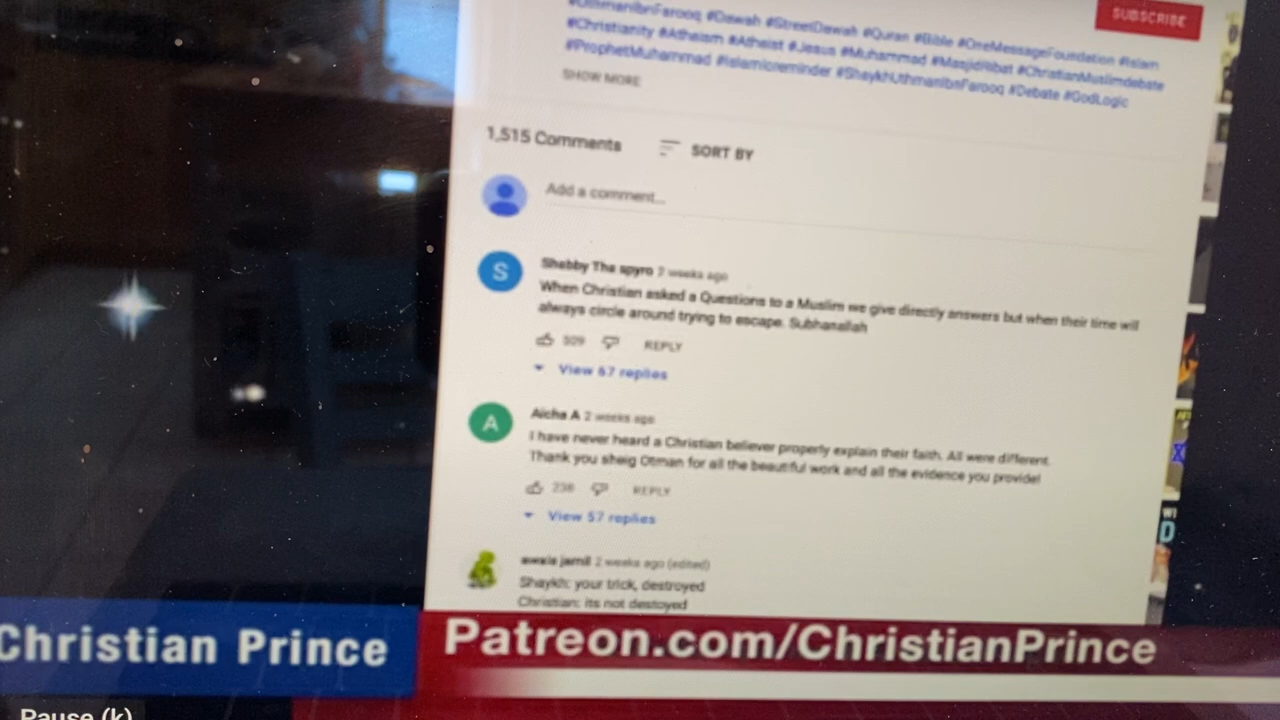 SUBSCRIBE
#UthmanIbnFarooq #Dawah #StreetDawah #Quran #Bible #OneMessageFoundation #Islam
#Christianity #Atheism #Atheist #Jesus #Muhammad #MasjidRibat #ChristianMuslimdebate
#ProphetMuhammad #Islamicreminder #ShaykhUthmanIbnFarooq #Debate #GodLogic
SHOW MORE
1,515 Comments SORT BY
Add a comment...
S
Shabby The spyro 2 weeks ago
When Christian asked a Questions to a Muslim we give directly answers but when their time will
always circle around trying to escape. Subhanallah
509 REPLY
View 67 replies
A
Aicha A 2 weeks ago
I have never heard a Christian believer properly explain their faith. All were different.
Thank you sheig Otman for all the beautiful work and all the evidence you provide!
236 REPLY
View 57 replies
awais jamil 2 weeks ago (edited)
Shaykh: your trick, destroyed
Christian: its not destoyed
Christian Prince
Patreon.com/ChristianPrince
Pause (k)